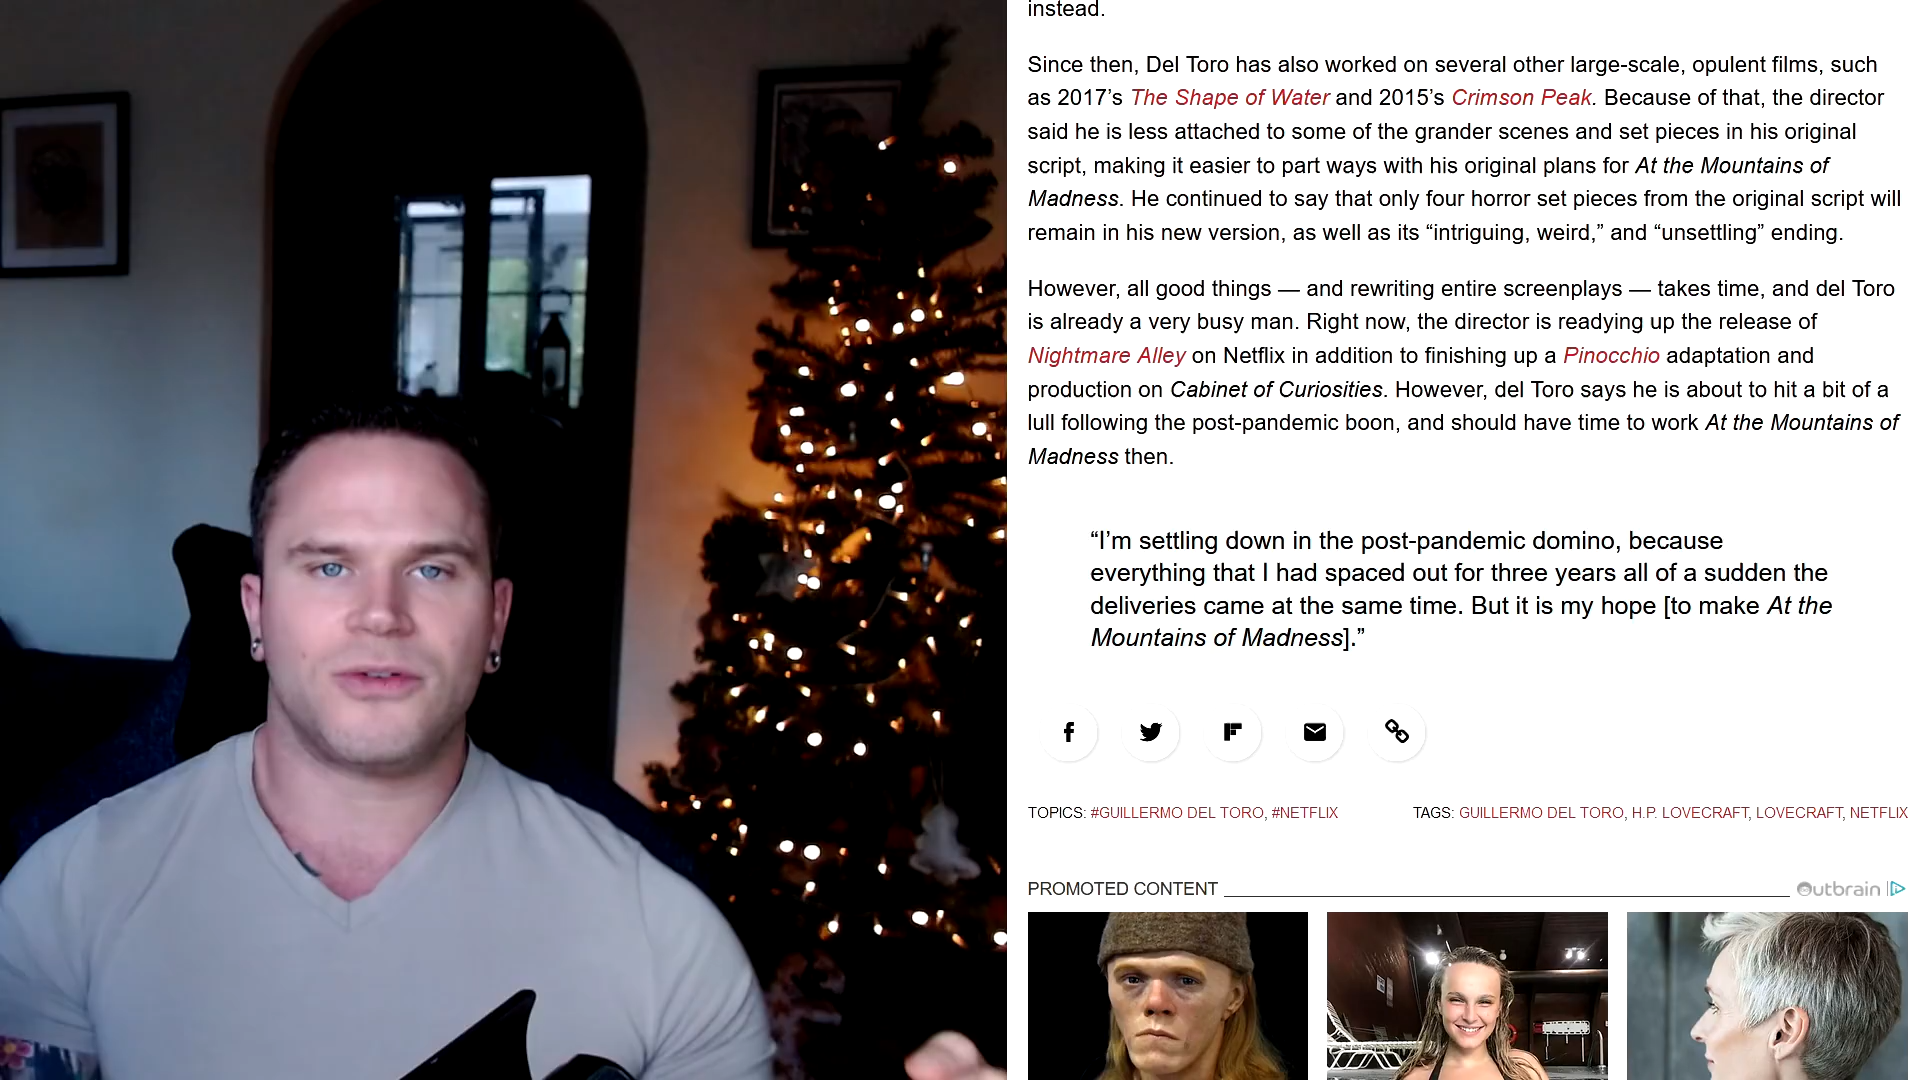 instead.
Since then, Del Toro has also worked on several other large-scale, opulent films, such
as 2017’s The Shape of Water and 2015’s Crimson Peak. Because of that, the director
said he is less attached to some of the grander scenes and set pieces in his original
script, making it easier to part ways with his original plans for At the Mountains of
Madness. He continued to say that only four horror set pieces from the original script will
remain in his new version, as well as its “intriguing, weird,” and “unsettling” ending.
However, all good things — and rewriting entire screenplays — takes time, and del Toro
is already a very busy man. Right now, the director is readying up the release of
Nightmare Alley on Netflix in addition to finishing up a Pinocchio adaptation and
production on Cabinet of Curiosities. However, del Toro says he is about to hit a bit of a
lull following the post-pandemic boon, and should have time to work At the Mountains of
Madness then.
“I’m settling down in the post-pandemic domino, because
everything that I had spaced out for three years all of a sudden the
deliveries came at the same time. But it is my hope [to make At the
Mountains of Madness].”
TOPICS: #GUILLERMO DEL TORO, #NETFLIX
TAGS: GUILLERMO DEL TORO, H.P. LOVECRAFT, LOVECRAFT, NETFLIX
PROMOTED CONTENT
Outbrain